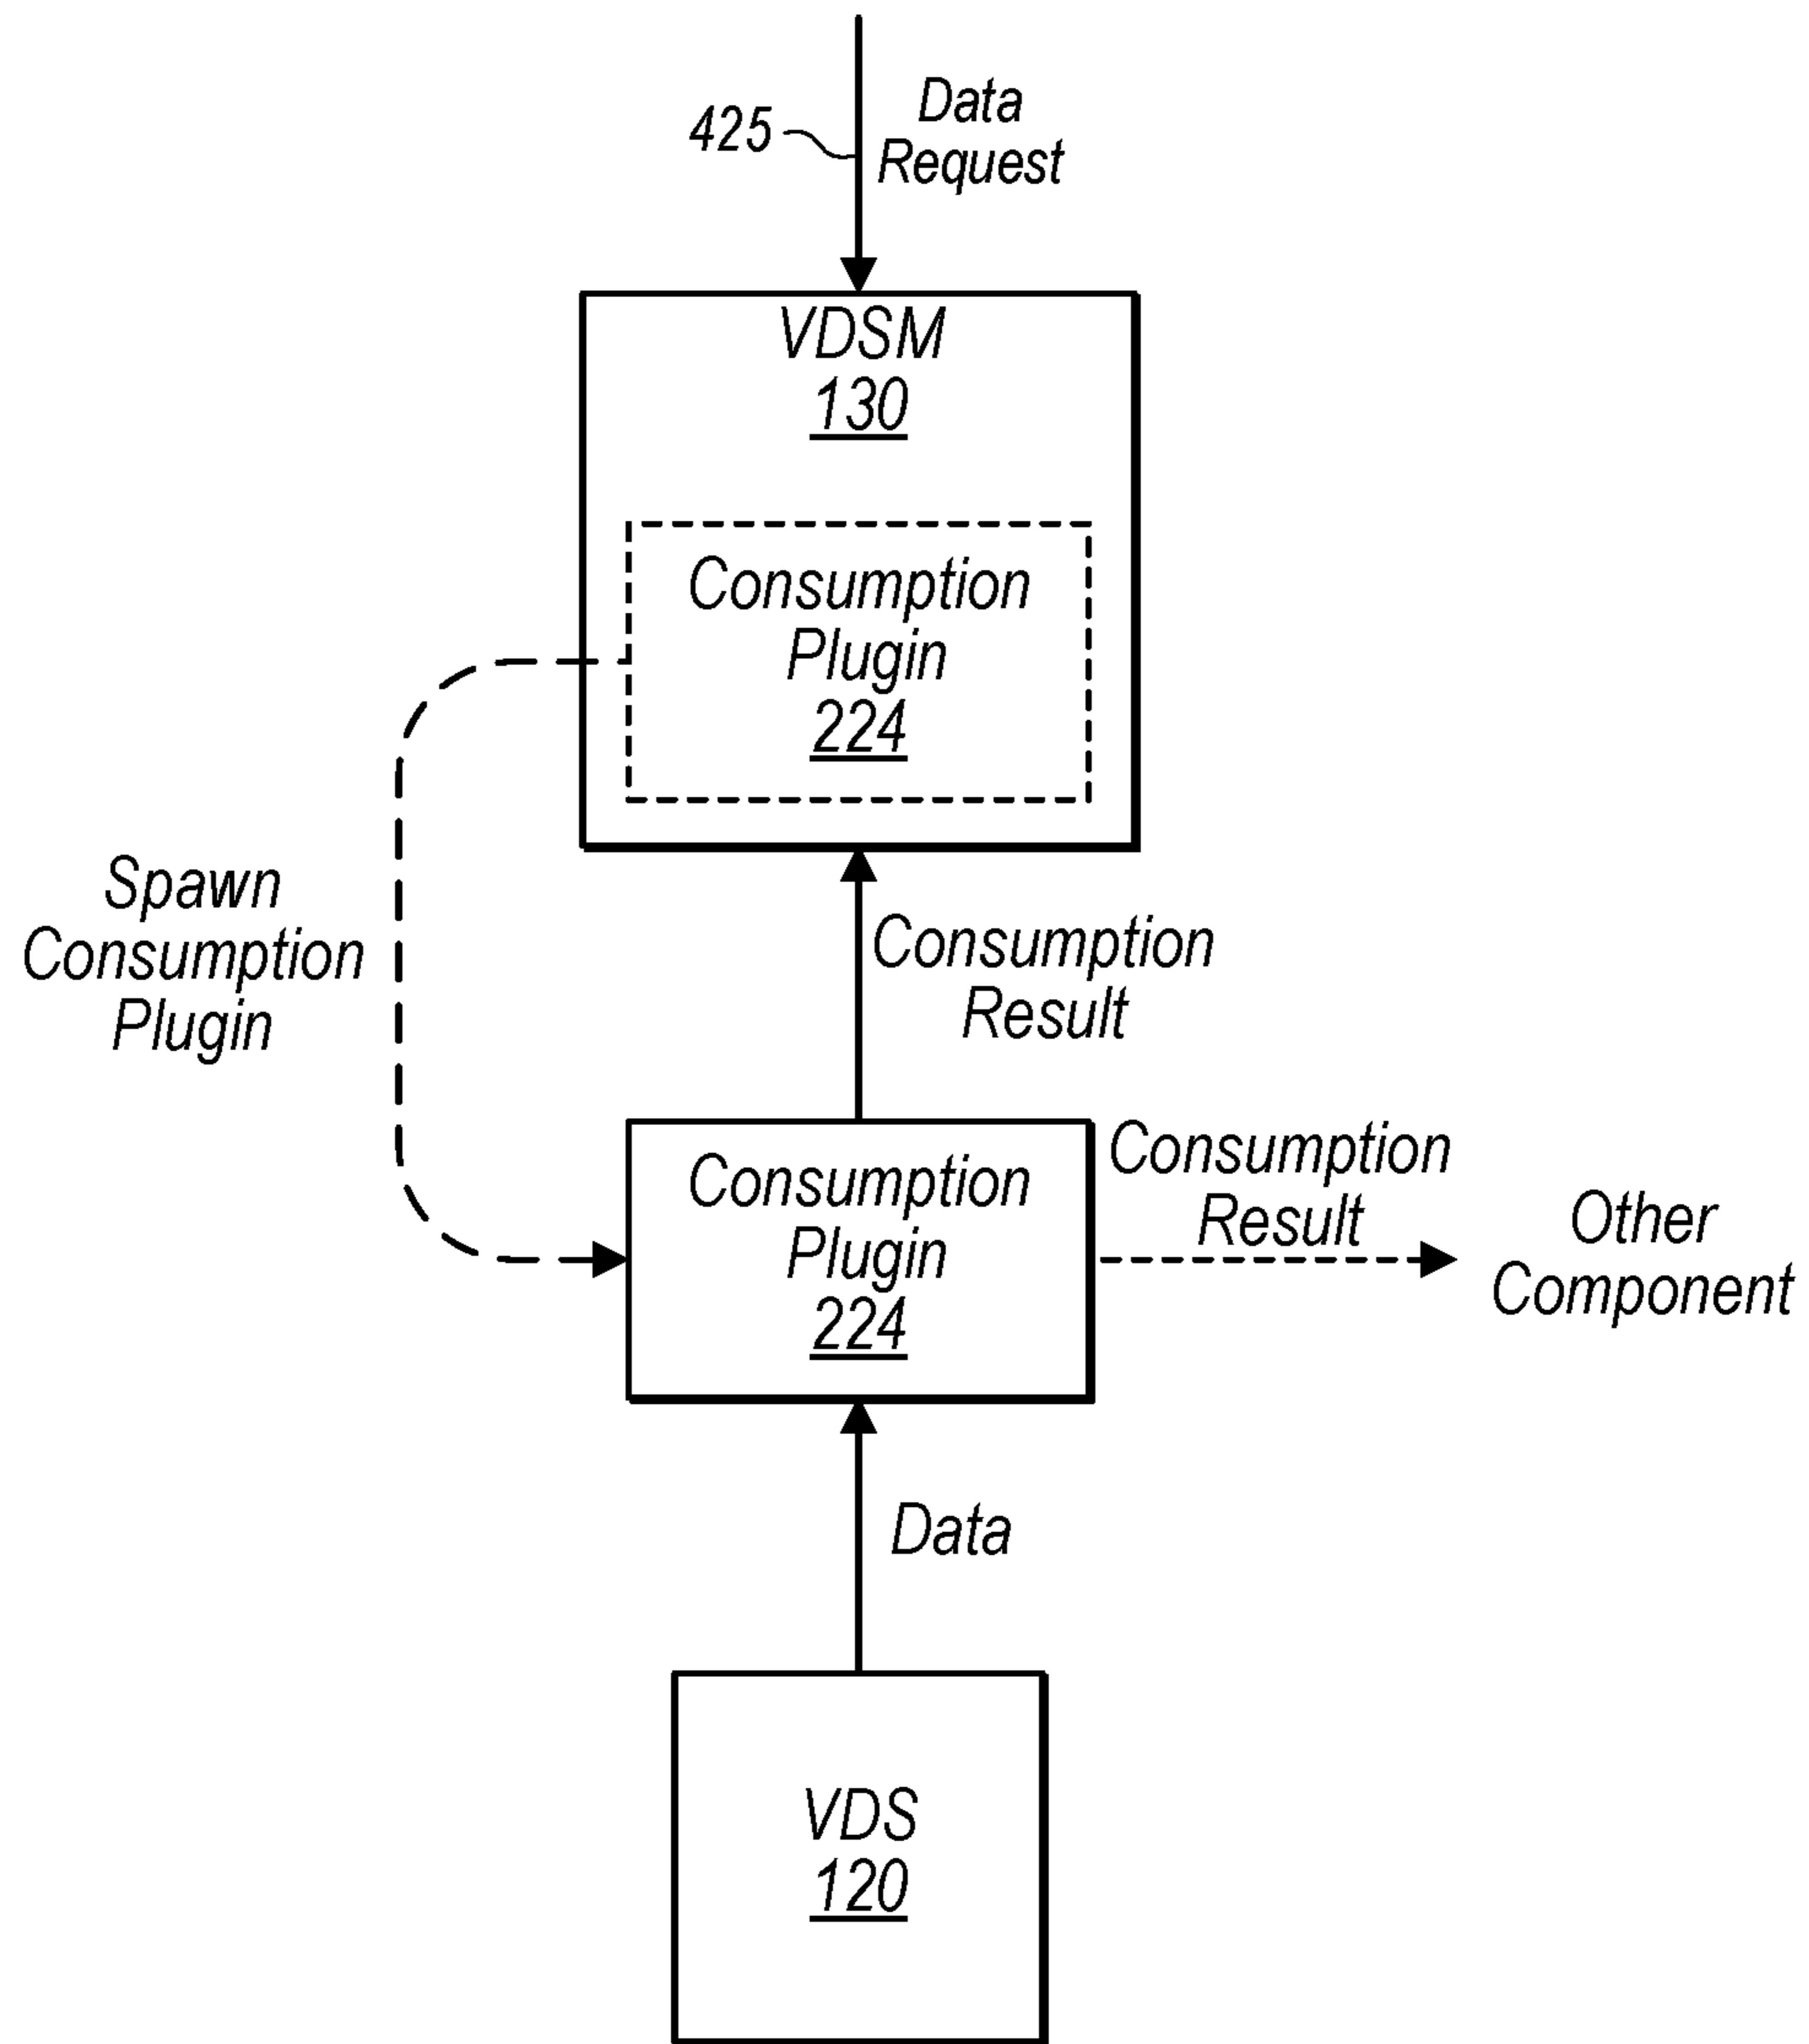 Data
Request
425
VDSM
130
Consumption
Plugin
224
Spawn
Consumption
Plugin
Consumption
Result
Consumption
Plugin
224
Consumption
Result
Other
Component
Data
VDS
120